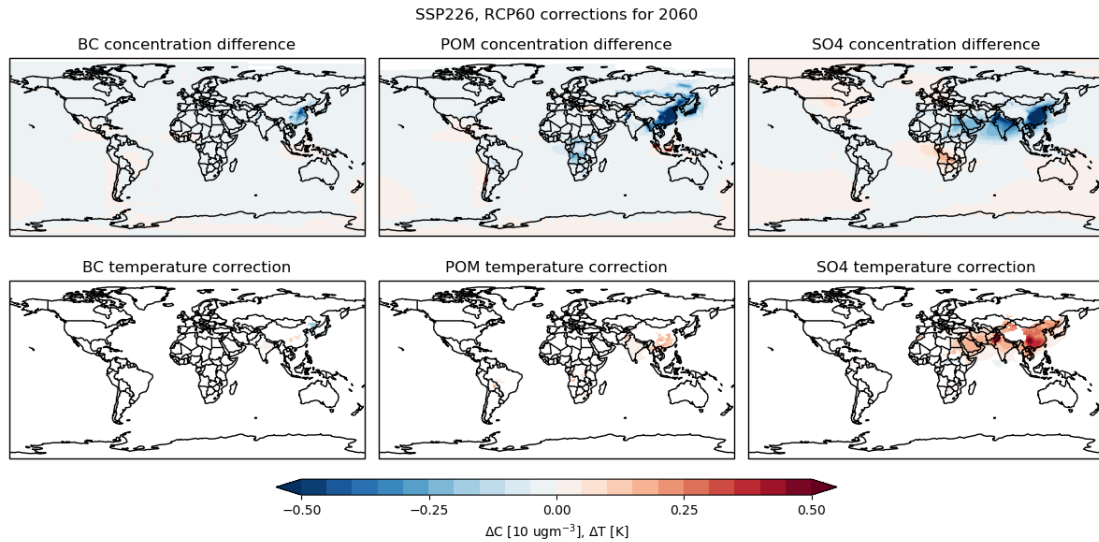 SSP226, RCP60 corrections for 2060
BC concentration difference
POM concentration difference
SO4 concentration difference
BC temperature correction
POM temperature correction
SO4 temperature correction
−0.50 −0.25 0.00 0.25 0.50
ΔC [10 ugm⁻³], ΔT [K]